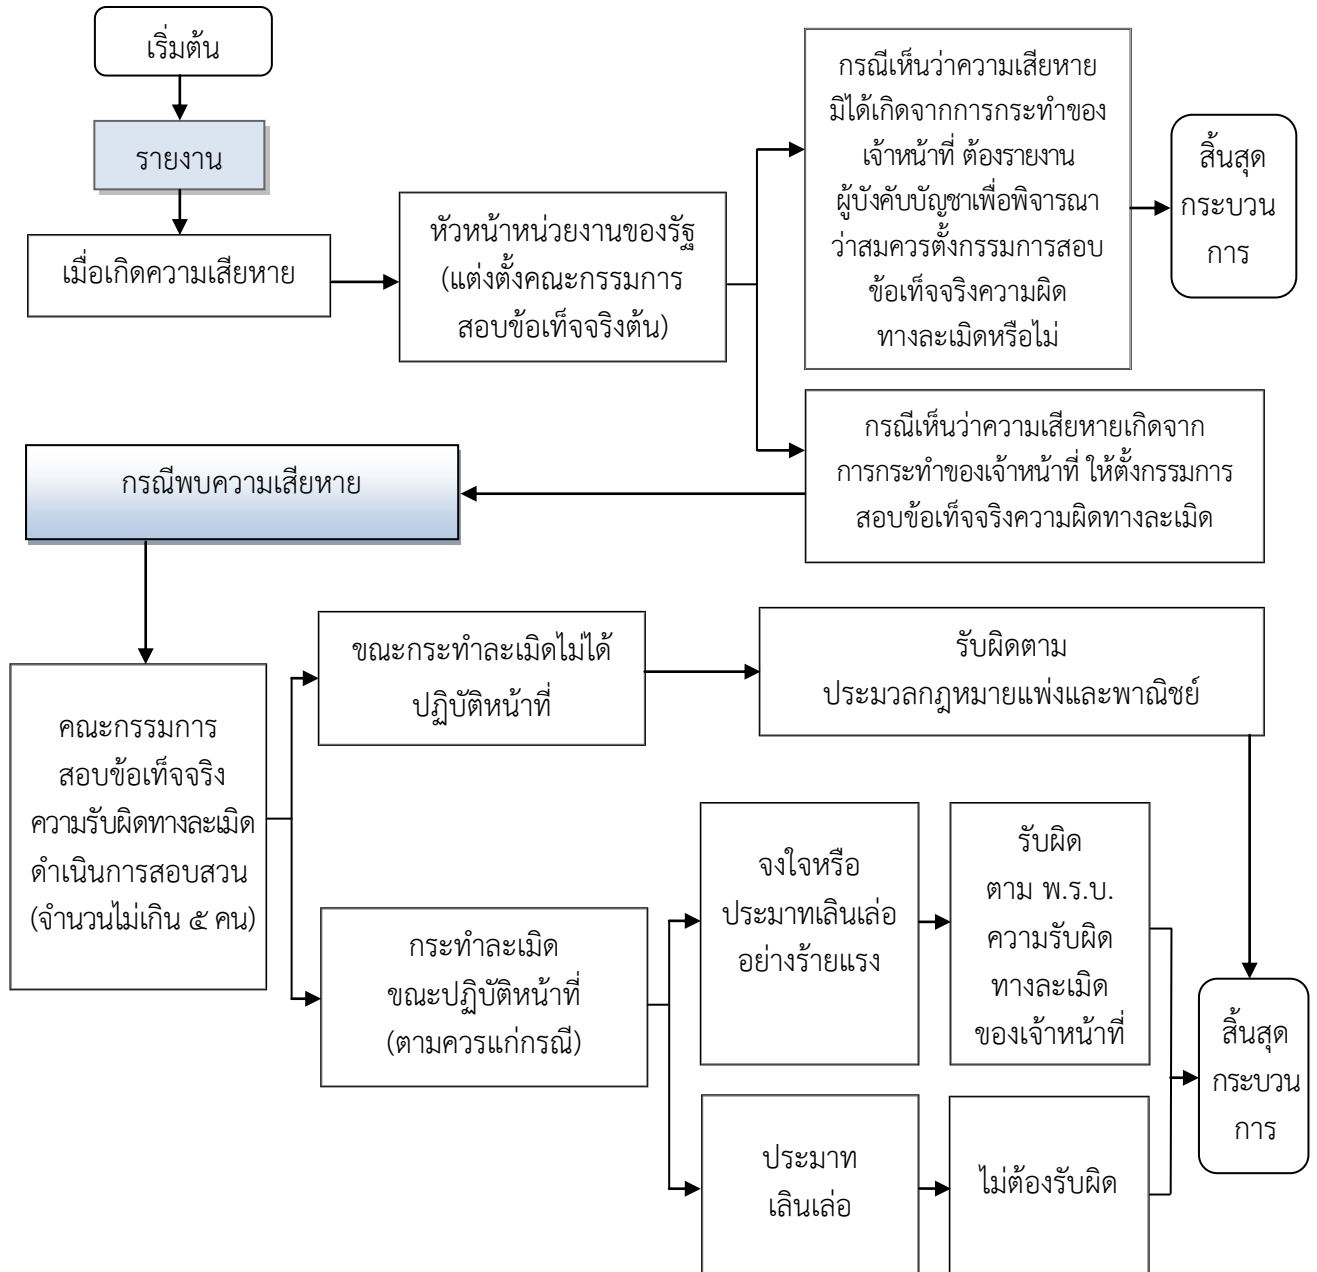 เริ่มต้น
รายงาน
เมื่อเกิดความเสียหาย
หัวหน้าหน่วยงานของรัฐ
(แต่งตั้งคณะกรรมการ
สอบข้อเท็จจริงต้น)
กรณีเห็นว่าความเสียหาย
มิได้เกิดจากการกระทำของ
เจ้าหน้าที่ ต้องรายงาน
ผู้บังคับบัญชาเพื่อพิจารณา
ว่าสมควรตั้งกรรมการสอบ
ข้อเท็จจริงความผิด
ทางละเมิดหรือไม่
สิ้นสุด
กระบวน
การ
กรณีเห็นว่าความเสียหายเกิดจาก
การกระทำของเจ้าหน้าที่ ให้ตั้งกรรมการ
สอบข้อเท็จจริงความผิดทางละเมิด
กรณีพบความเสียหาย
คณะกรรมการ
สอบข้อเท็จจริง
ความรับผิดทางละเมิด
ดำเนินการสอบสวน
(จำนวนไม่เกิน ๕ คน)
ขณะกระทำละเมิดไม่ได้
ปฏิบัติหน้าที่
รับผิดตาม
ประมวลกฎหมายแพ่งและพาณิชย์
กระทำละเมิด
ขณะปฏิบัติหน้าที่
(ตามควรแก่กรณี)
จงใจหรือ
ประมาทเลินเล่อ
อย่างร้ายแรง
รับผิด
ตาม พ.ร.บ.
ความรับผิด
ทางละเมิด
ของเจ้าหน้าที่
ประมาท
เลินเล่อ
ไม่ต้องรับผิด
สิ้นสุด
กระบวน
การ